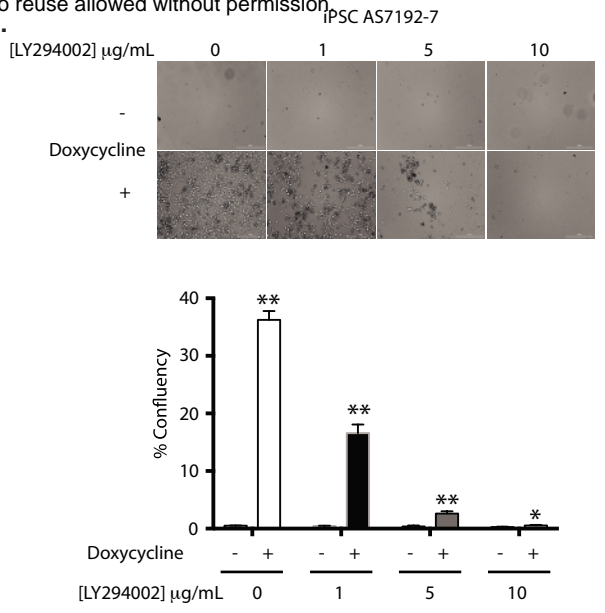 o reuse allowed without permission.
iPSC AS7192-7
[LY294002] µg/mL 0 1 5 10
-
Doxycycline
+
40
30
20
10
0
% Confluency
** ** ** *
Doxycycline - + - + - + - +
[LY294002] µg/mL 0 1 5 10